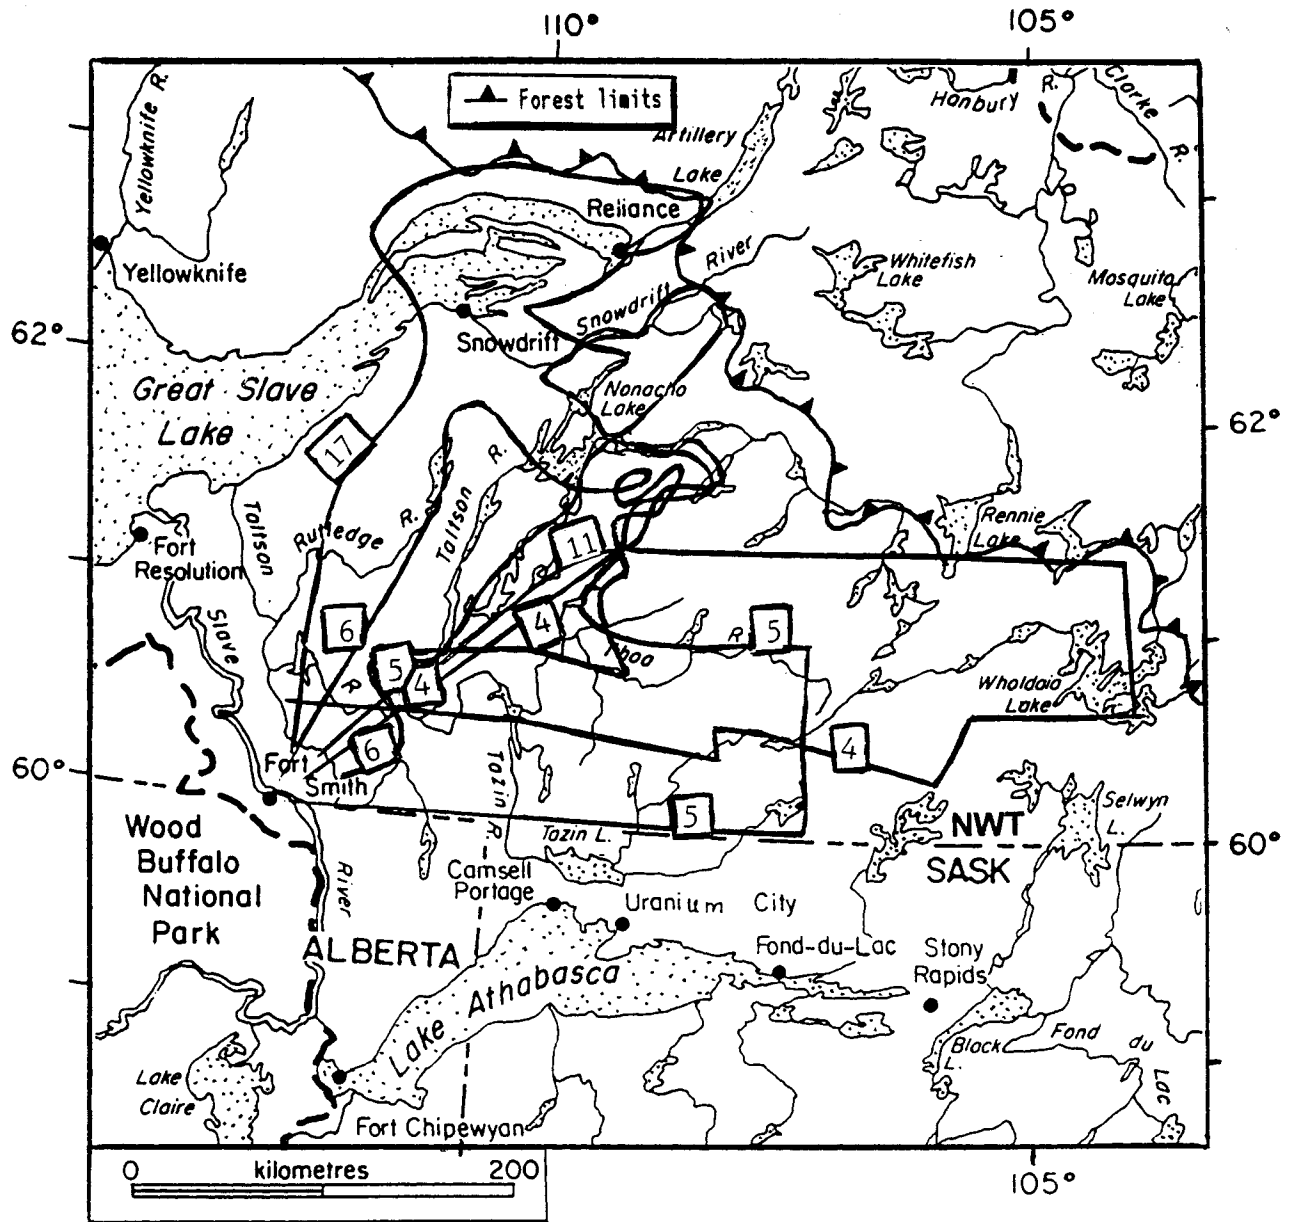 110°
105°
Forest limits
Yellowknife R.
Hanbury
R.
Clarke
R.
Artillery
Lake
Reliance
River
Yellowknife
Whitefish
Lake
Mosquito
Lake
62°
Snowdrift
Snowdrift
Great Slave
Lake
Nonacho
Lake
62°
17
R.
Taltson
Rutledge R.
Taltson
11
Rennie
Lake
Fort
Resolution
Slave
6
4
5
R.
5
4
Thoa
R
Wholdaia
Lake
6
4
60°
Fort
Smith
Tazin R.
5
Selwyn
L.
Tazin L.
NWT
60°
SASK
Wood
Buffalo
National
Park
River
Camsell
Portage
Uranium City
ALBERTA
Fond-du-Lac
Stony
Rapids
Lake Athabasca
Black
L.
Fond du Lac
Lake
Claire
Fort Chipewyan
0 kilometres 200
105°